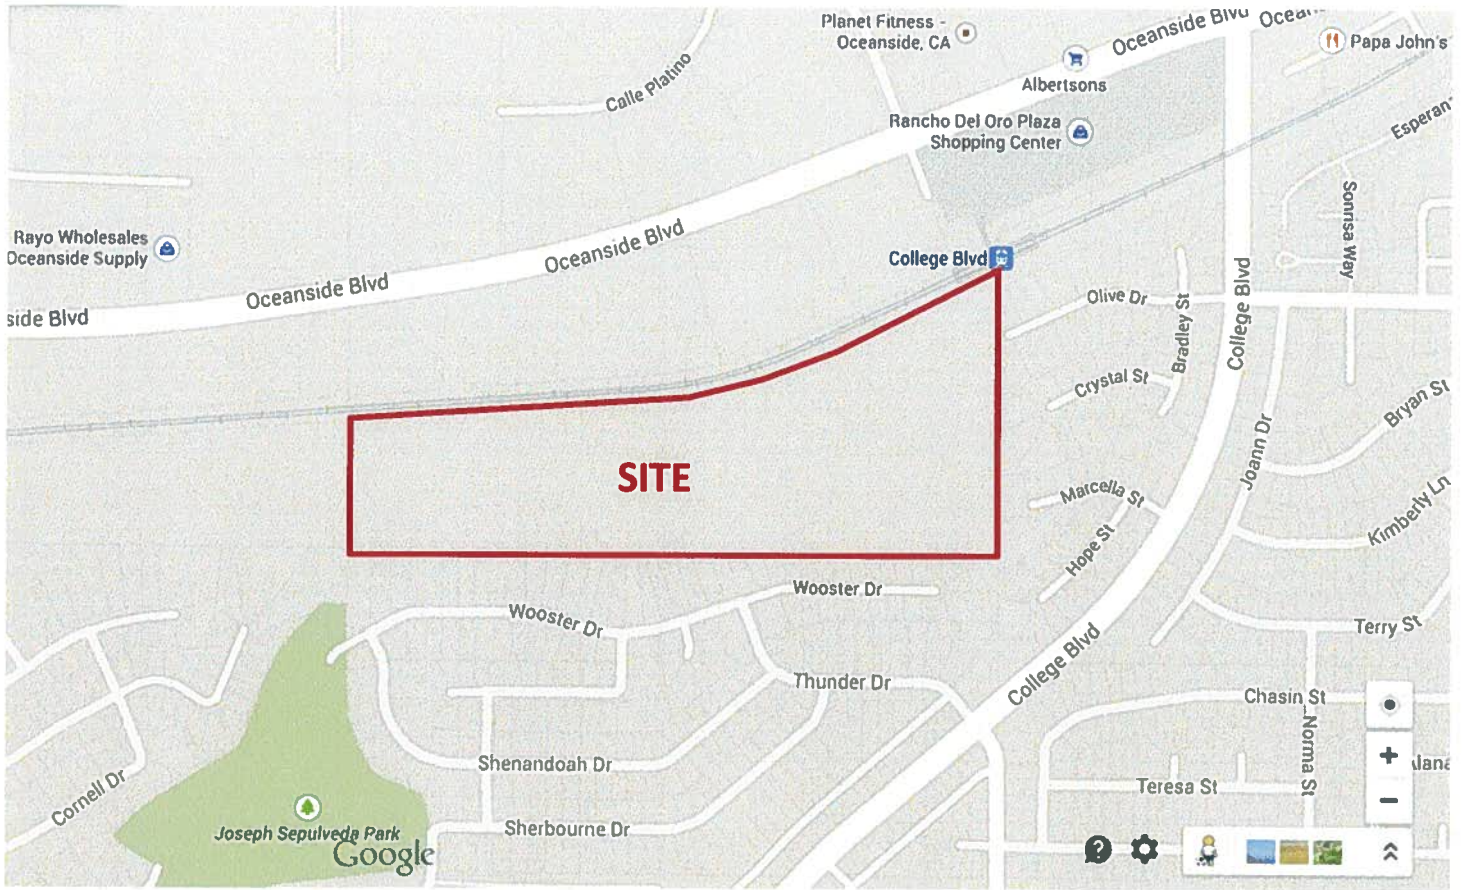 Planet Fitness -
Oceanside, CA
Oceanside Blvd
Papa John's
Calle Platino
Albertsons
Rancho Del Oro Plaza
Shopping Center
Sonrisa Way
Rayo Wholesales
Oceanside Supply
Oceanside Blvd
College Blvd
Oceanside Blvd
side Blvd
Olive Dr
Bradley St
College Blvd
Crystal St
Bryan St
Joann Dr
SITE
Marcella St
Kimberly Ln
Hope St
Wooster Dr
Wooster Dr
Terry St
College Blvd
Thunder Dr
Chasin St
Norma St
Shenandoah Dr
Teresa St
Cornell Dr
Sherbourne Dr
Joseph Sepulveda Park
Google